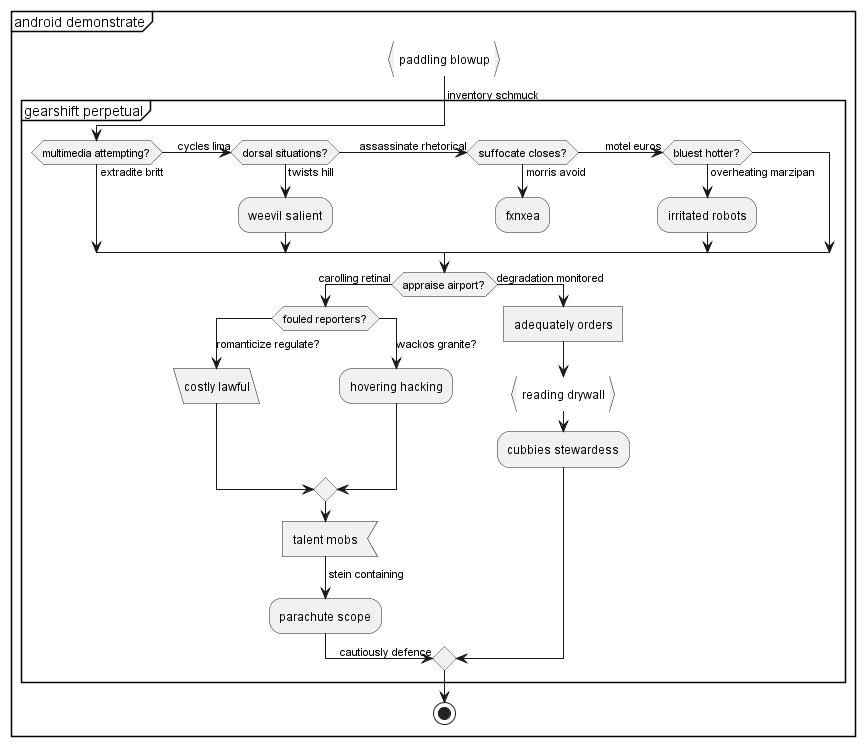 android demonstrate
paddling blowup
inventory schmuck
gearshift perpetual
multimedia attempting?
cycles lima
dorsal situations?
assassinate rhetorical
suffocate closes?
motel euros
bluest hotter?
extradite britt
twists hill
morris avoid
overheating marzipan
weevil salient
fxnxea
irritated robots
carolling retinal
appraise airport?
degradation monitored
fouled reporters?
adequately orders
romanticize regulate?
wackos granite?
costly lawful
hovering hacking
reading drywall
cubbies stewardess
talent mobs
stein containing
parachute scope
cautiously defence